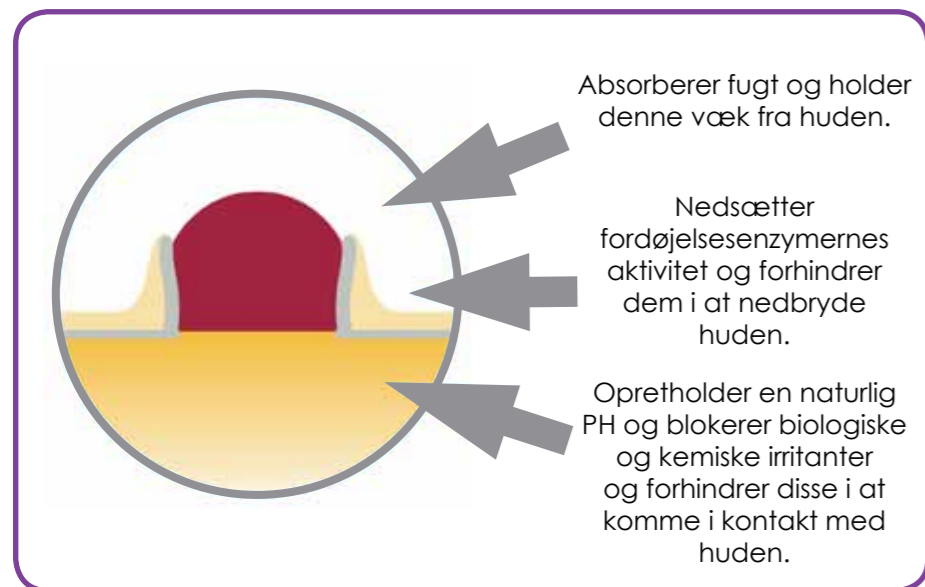 Absorberer fugt og holder
denne væk fra huden.
Nedsætter
fordøjelsesenzymernes
aktivitet og forhindrer
dem i at nedbryde
huden.
Opretholder en naturlig
PH og blokerer biologiske
og kemiske irritanter
og forhindrer disse i at
komme i kontakt med
huden.